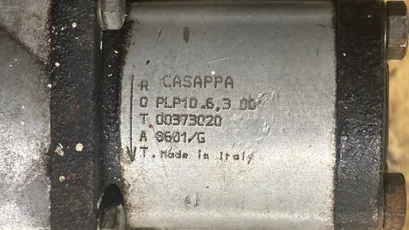 R CASAPPA
O PLP10.6,3 D0
T 00373020
A 9601/G
T. Made in Italy